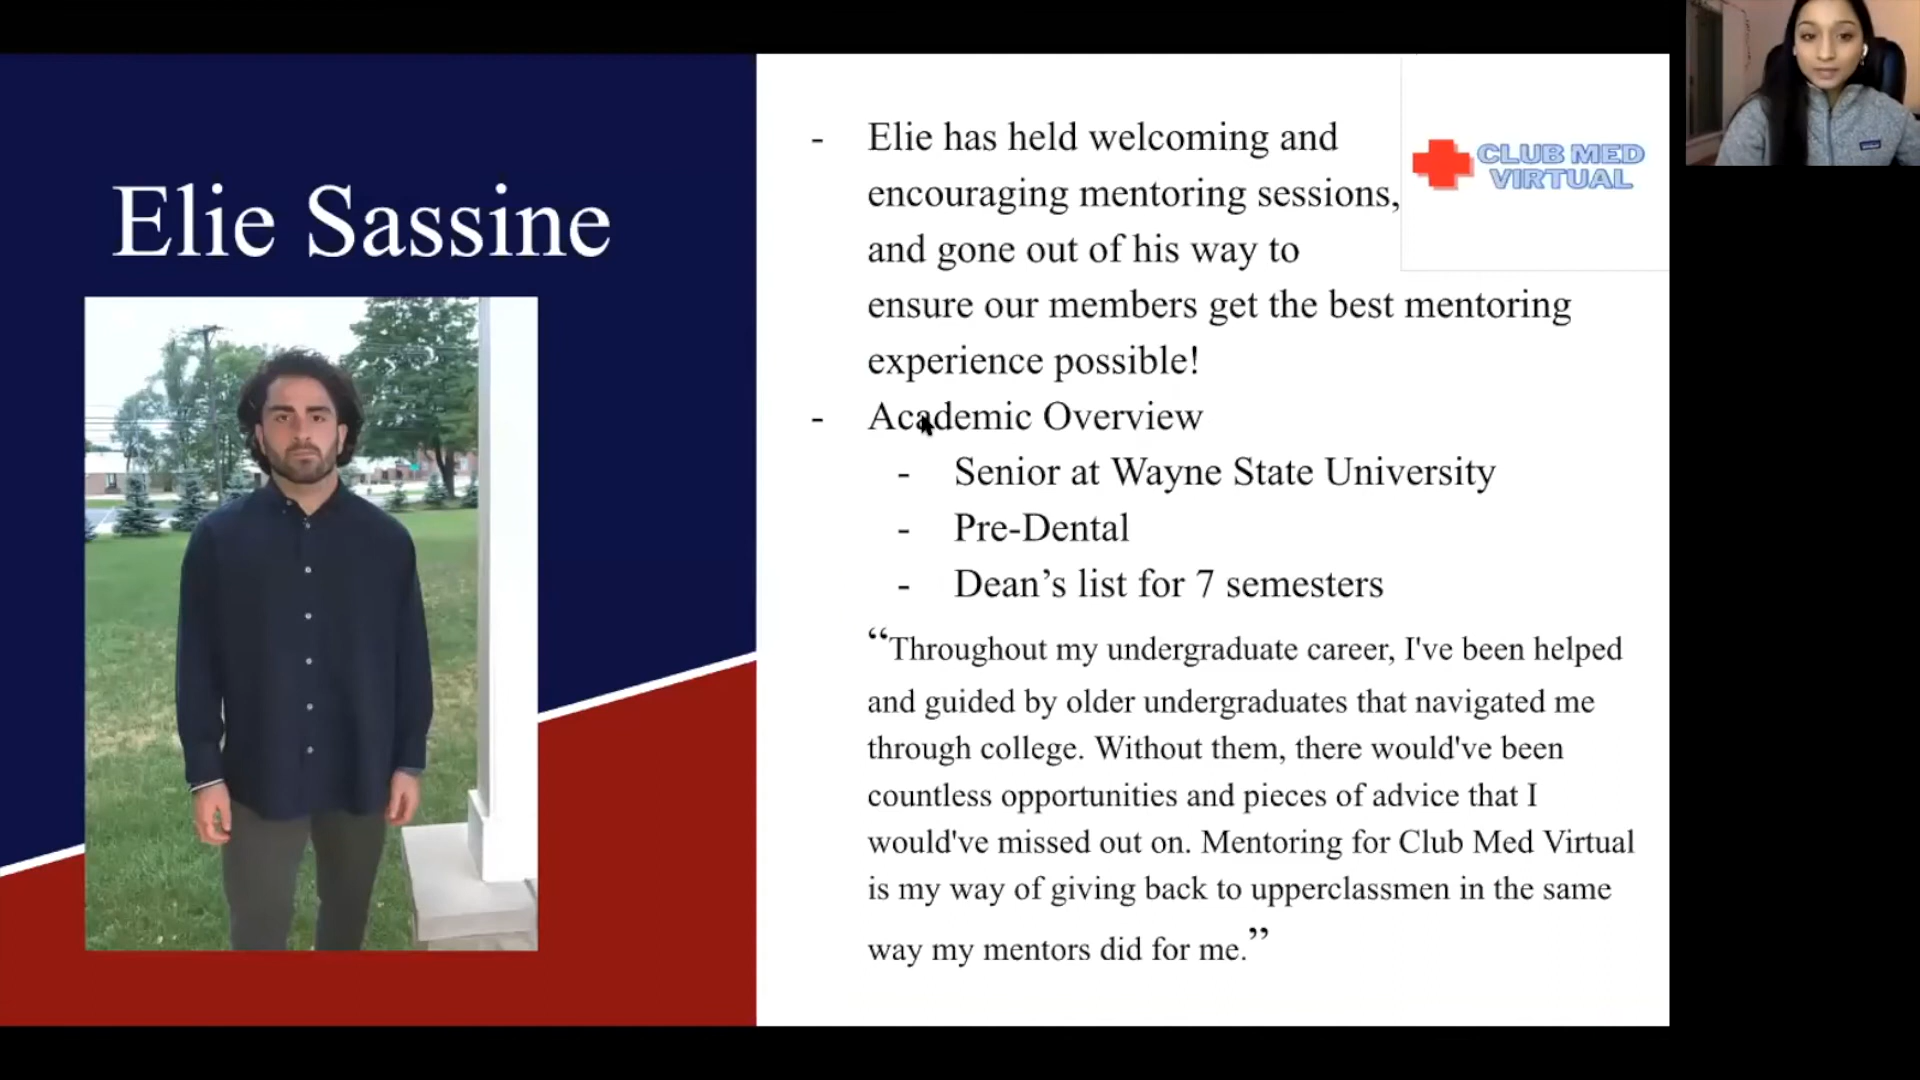 Elie Sassine
- Elie has held welcoming and
encouraging mentoring sessions,
and gone out of his way to
ensure our members get the best mentoring
experience possible!
- Academic Overview
- Senior at Wayne State University
- Pre-Dental
- Dean’s list for 7 semesters
“Throughout my undergraduate career, I've been helped
and guided by older undergraduates that navigated me
through college. Without them, there would've been
countless opportunities and pieces of advice that I
would've missed out on. Mentoring for Club Med Virtual
is my way of giving back to upperclassmen in the same
way my mentors did for me.”
CLUB MED
VIRTUAL